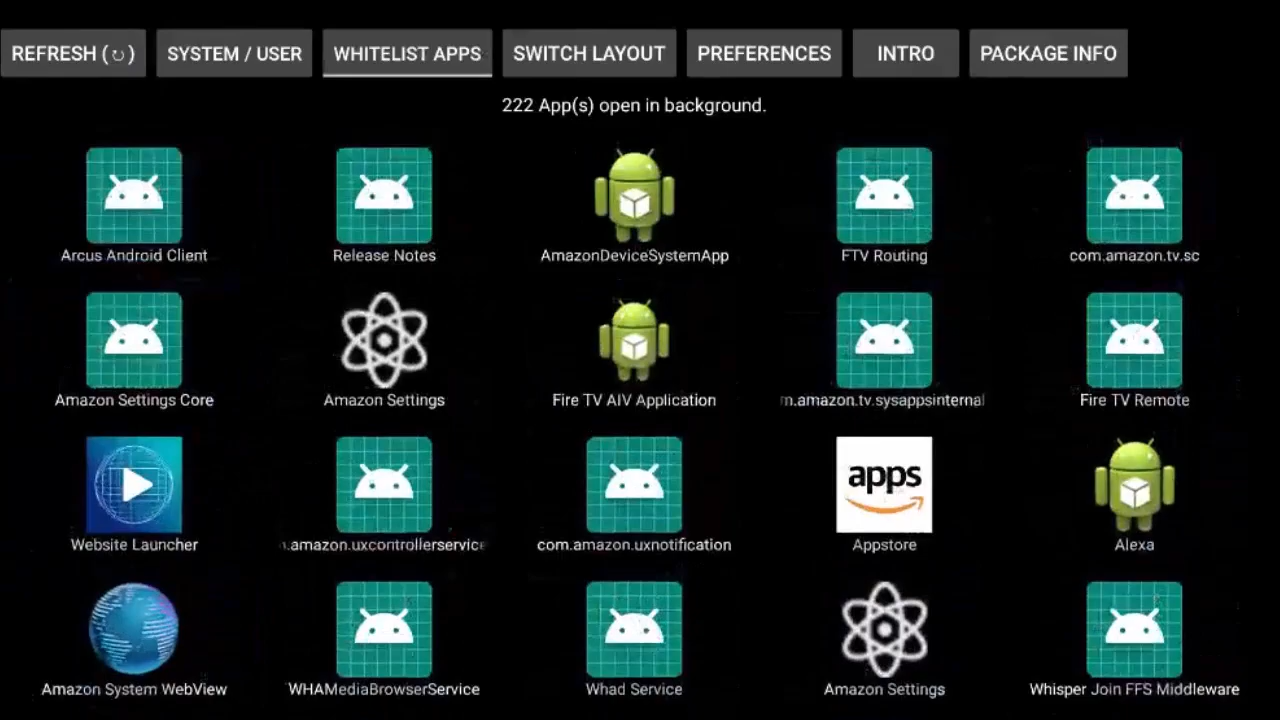 REFRESH (↻) SYSTEM / USER WHITELIST APPS SWITCH LAYOUT PREFERENCES INTRO PACKAGE INFO
222 App(s) open in background.
Arcus Android Client Release Notes AmazonDeviceSystemApp FTV Routing com.amazon.tv.sc
Amazon Settings Core Amazon Settings Fire TV AIV Application m.amazon.tv.sysappsinternal Fire TV Remote
apps
Website Launcher .amazon.uxcontrollerservice com.amazon.uxnotification Appstore Alexa
Amazon System WebView WHAMediaBrowserService Whad Service Amazon Settings Whisper Join FFS Middleware